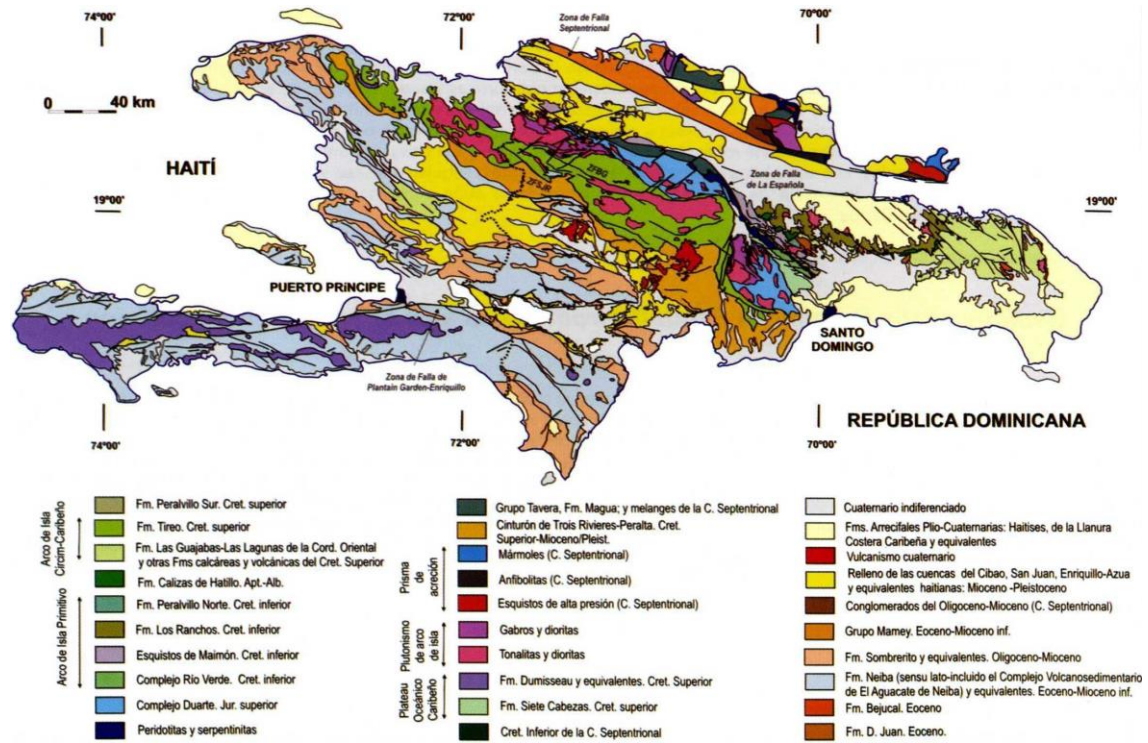 74°00'
72°00'
70°00'
Zona de Falla
Septentrional
0 40 km
HAITÍ
ZFSJR
ZFBG
Zona de Falla
de La Española
19°00'
19°00'
PUERTO PRíNCIPE
SANTO
DOMINGO
Zona de Falla de
Plantain Garden-Enriquillo
74°00'
72°00'
70°00'
REPÚBLICA DOMINICANA
Arco de Isla
Circim-Caribeño
Fm. Peralvillo Sur. Cret. superior
Fm. Tireo. Cret. superior
Fm. Las Guajabas-Las Lagunas de la Cord. Oriental
y otras Fms calcáreas y volcánicas del Cret. Superior
Fm. Calizas de Hatillo. Apt.-Alb.
Arco de Isla Primitivo
Fm. Peralvillo Norte. Cret. inferior
Fm. Los Ranchos. Cret. inferior
Esquistos de Maimón. Cret. inferior
Complejo Río Verde. Cret. inferior
Complejo Duarte. Jur. superior
Peridotitas y serpentinitas
Grupo Tavera, Fm. Magua; y melanges de la C. Septentrional
Cinturón de Trois Rivieres-Peralta. Cret.
Superior-Mioceno/Pleist.
Prisma
de
acreción
Mármoles (C. Septentrional)
Anfibolitas (C. Septentrional)
Esquistos de alta presión (C. Septentrional)
Plutonismo
de arco
de isla
Gabros y dioritas
Tonalitas y dioritas
Plateau
Oceánico
Caribeño
Fm. Dumisseau y equivalentes. Cret. Superior
Fm. Siete Cabezas. Cret. superior
Cret. Inferior de la C. Septentrional
Cuaternario indiferenciado
Fms. Arrecifales Plio-Cuaternarias: Haitises, de la Llanura
Costera Caribeña y equivalentes
Vulcanismo cuaternario
Relleno de las cuencas del Cibao, San Juan, Enriquillo-Azua
y equivalentes haitianas: Mioceno -Pleistoceno
Conglomerados del Oligoceno-Mioceno (C. Septentrional)
Grupo Mamey. Eoceno-Mioceno inf.
Fm. Sombrerito y equivalentes. Oligoceno-Mioceno
Fm. Neiba (sensu lato-incluido el Complejo Volcanosedimentario
de El Aguacate de Neiba) y equivalentes. Eoceno-Mioceno inf.
Fm. Bejucal. Eoceno
Fm. D. Juan. Eoceno.